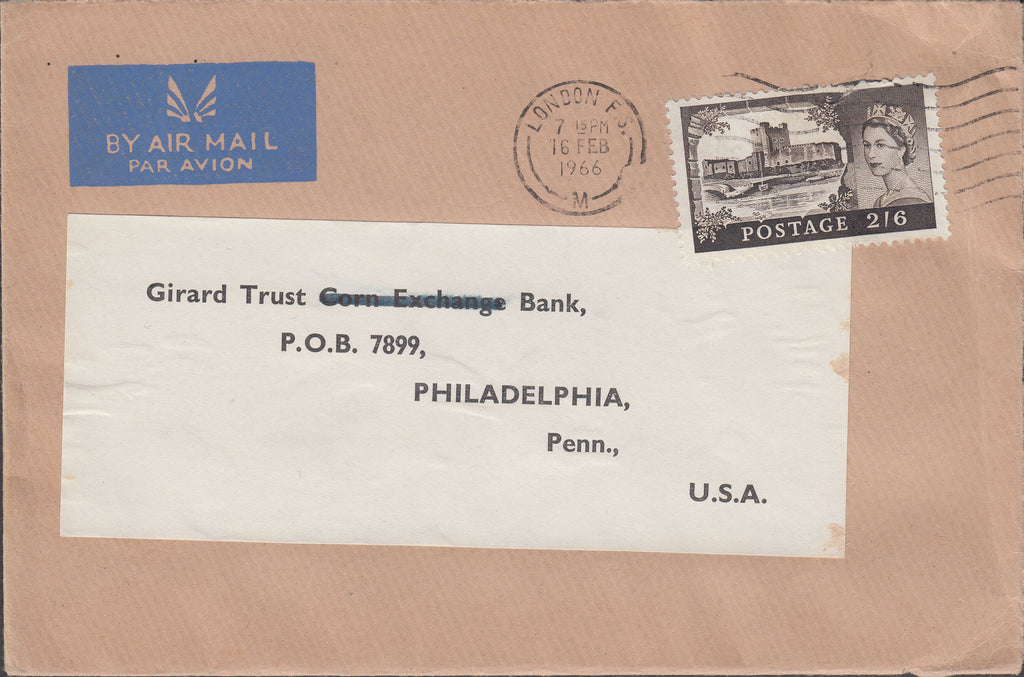 BY AIR MAIL
PAR AVION
LONDON F.S.
7 15 PM
16 FEB
1966
M
POSTAGE 2/6
Girard Trust Corn Exchange Bank,
P.O.B. 7899,
PHILADELPHIA,
Penn.,
U.S.A.